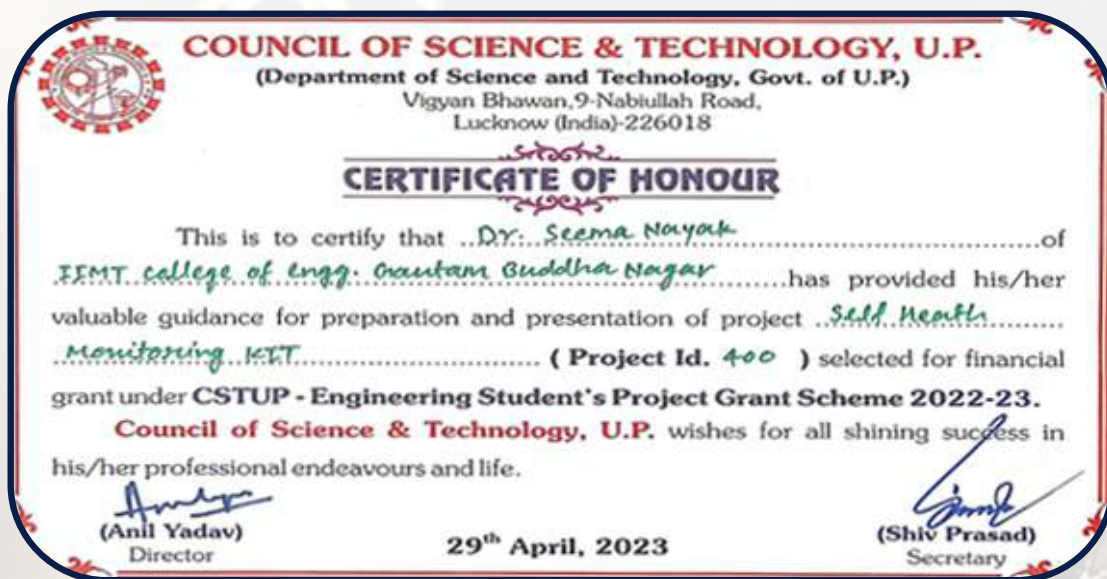 COUNCIL OF SCIENCE & TECHNOLOGY, U.P.
(Department of Science and Technology, Govt. of U.P.)
Vigyan Bhawan,9-Nabiullah Road,
Lucknow (India)-226018
CERTIFICATE OF HONOUR
This is to certify that Dr. Seema Nayak of
IIMT college of Engg. Gautam Buddha Nagar has provided his/her
valuable guidance for preparation and presentation of project Self Health
Monitoring KIT ( Project Id. 400 ) selected for financial
grant under CSTUP - Engineering Student's Project Grant Scheme 2022-23.
Council of Science & Technology, U.P. wishes for all shining success in
his/her professional endeavours and life.
(Anil Yadav)
Director
29th April, 2023
(Shiv Prasad)
Secretary